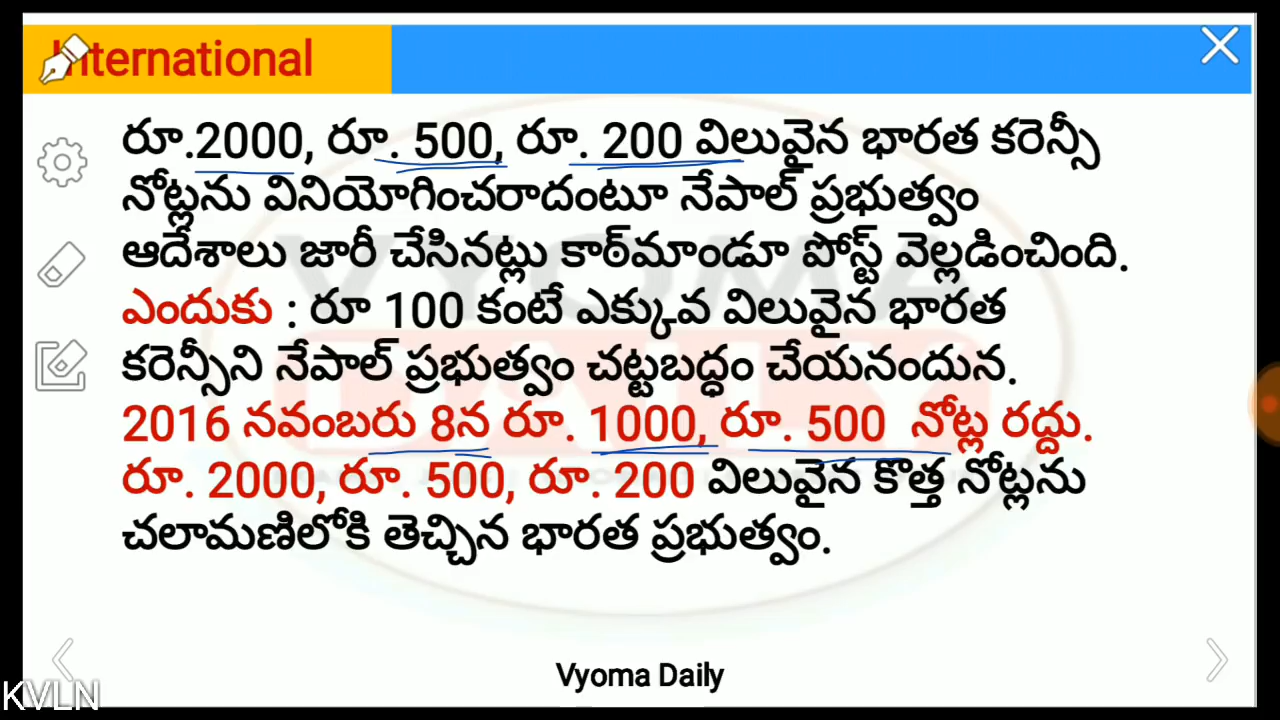 International
రూ.2000, రూ. 500, రూ. 200 విలువైన భారత కరెన్సీ
నోట్లను వినియోగించరాదంటూ నేపాల్ ప్రభుత్వం
ఆదేశాలు జారీ చేసినట్లు కాఠ్‌మాండూ పోస్ట్ వెల్లడించింది.
ఎందుకు : రూ 100 కంటే ఎక్కువ విలువైన భారత
కరెన్సీని నేపాల్ ప్రభుత్వం చట్టబద్ధం చేయనందున.
2016 నవంబరు 8న రూ. 1000, రూ. 500 నోట్ల రద్దు.
రూ. 2000, రూ. 500, రూ. 200 విలువైన కొత్త నోట్లను
చలామణిలోకి తెచ్చిన భారత ప్రభుత్వం.
Vyoma Daily
KVLN